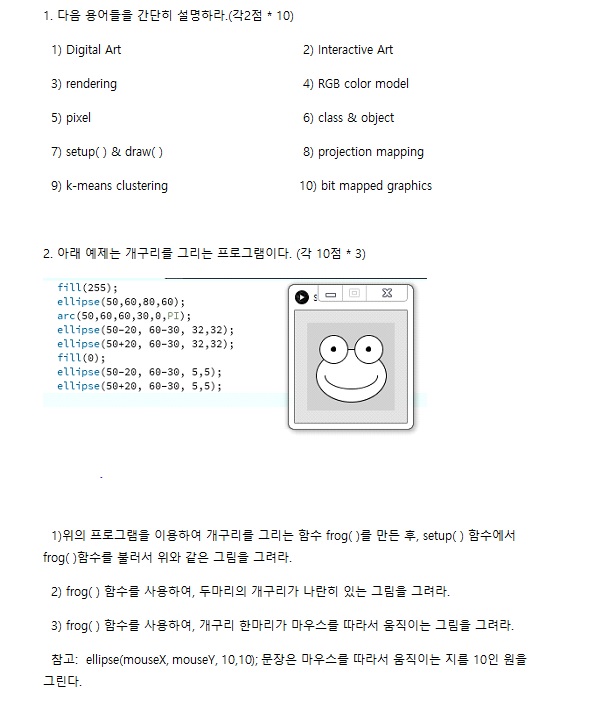 1. 다음 용어들을 간단히 설명하라.(각2점 * 10)
1) Digital Art 2) Interactive Art
3) rendering 4) RGB color model
5) pixel 6) class & object
7) setup( ) & draw( ) 8) projection mapping
9) k-means clustering 10) bit mapped graphics
2. 아래 예제는 개구리를 그리는 프로그램이다. (각 10점 * 3)
fill(255);
ellipse(50,60,80,60);
arc(50,60,60,30,0,PI);
ellipse(50-20, 60-30, 32,32);
ellipse(50+20, 60-30, 32,32);
fill(0);
ellipse(50-20, 60-30, 5,5);
ellipse(50+20, 60-30, 5,5);
s
1)위의 프로그램을 이용하여 개구리를 그리는 함수 frog( )를 만든 후, setup( ) 함수에서
frog( )함수를 불러서 위와 같은 그림을 그려라.
2) frog( ) 함수를 사용하여, 두마리의 개구리가 나란히 있는 그림을 그려라.
3) frog( ) 함수를 사용하여, 개구리 한마리가 마우스를 따라서 움직이는 그림을 그려라.
참고: ellipse(mouseX, mouseY, 10,10); 문장은 마우스를 따라서 움직이는 지름 10인 원을
그린다.